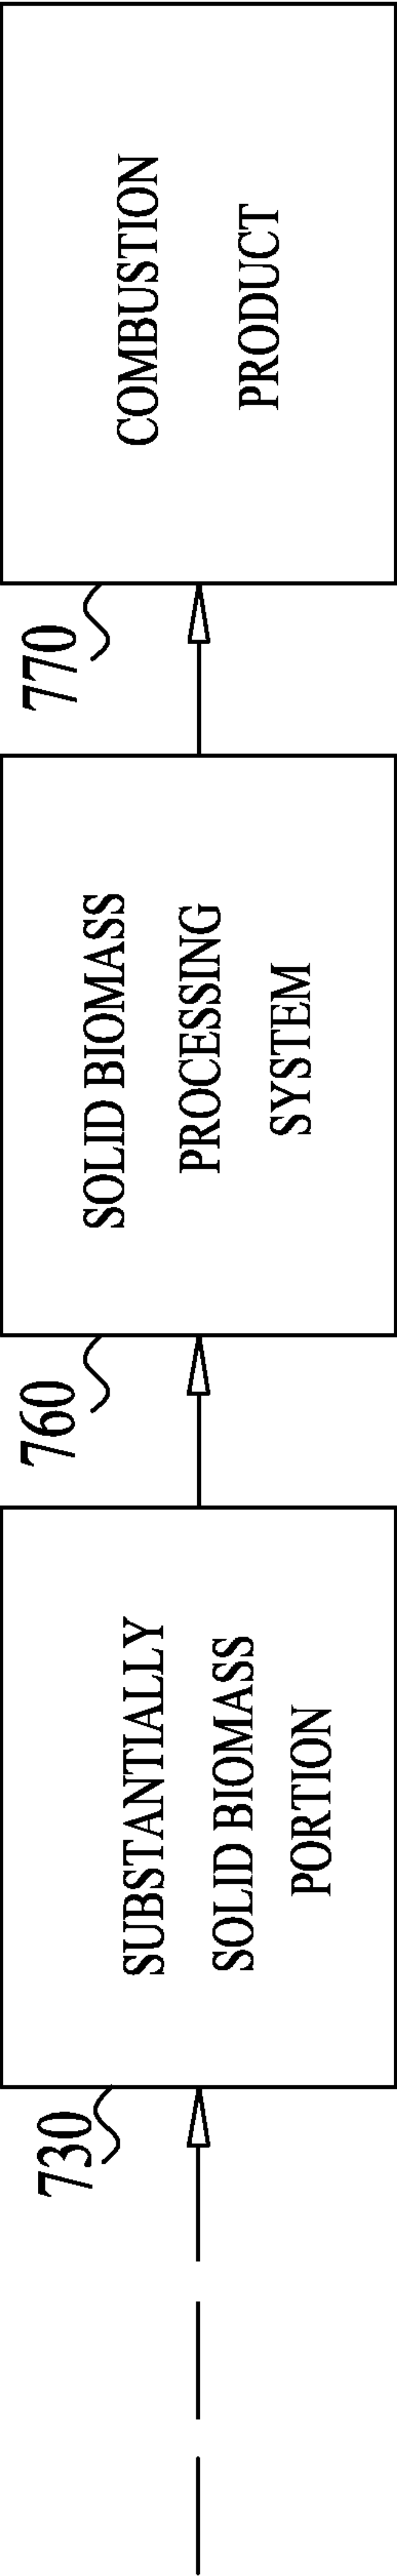 730
SUBSTANTIALLY
SOLID BIOMASS
PORTION
760
SOLID BIOMASS
PROCESSING
SYSTEM
770
COMBUSTION
PRODUCT